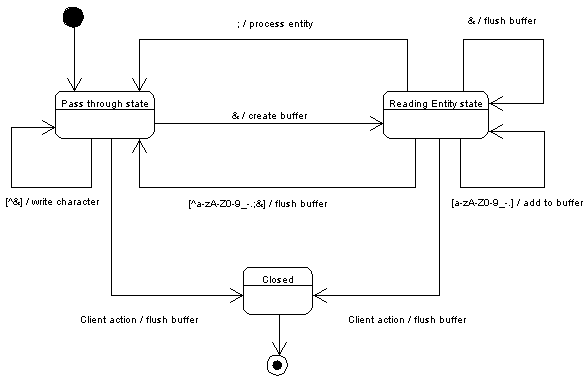 & / flush buffer
; / process entity
Pass through state
Reading Entity state
& / create buffer
[^&] / write character
[^a-zA-Z0-9_-.;&] / flush buffer
[a-zA-Z0-9_-.] / add to buffer
Closed
Client action / flush buffer
Client action / flush buffer